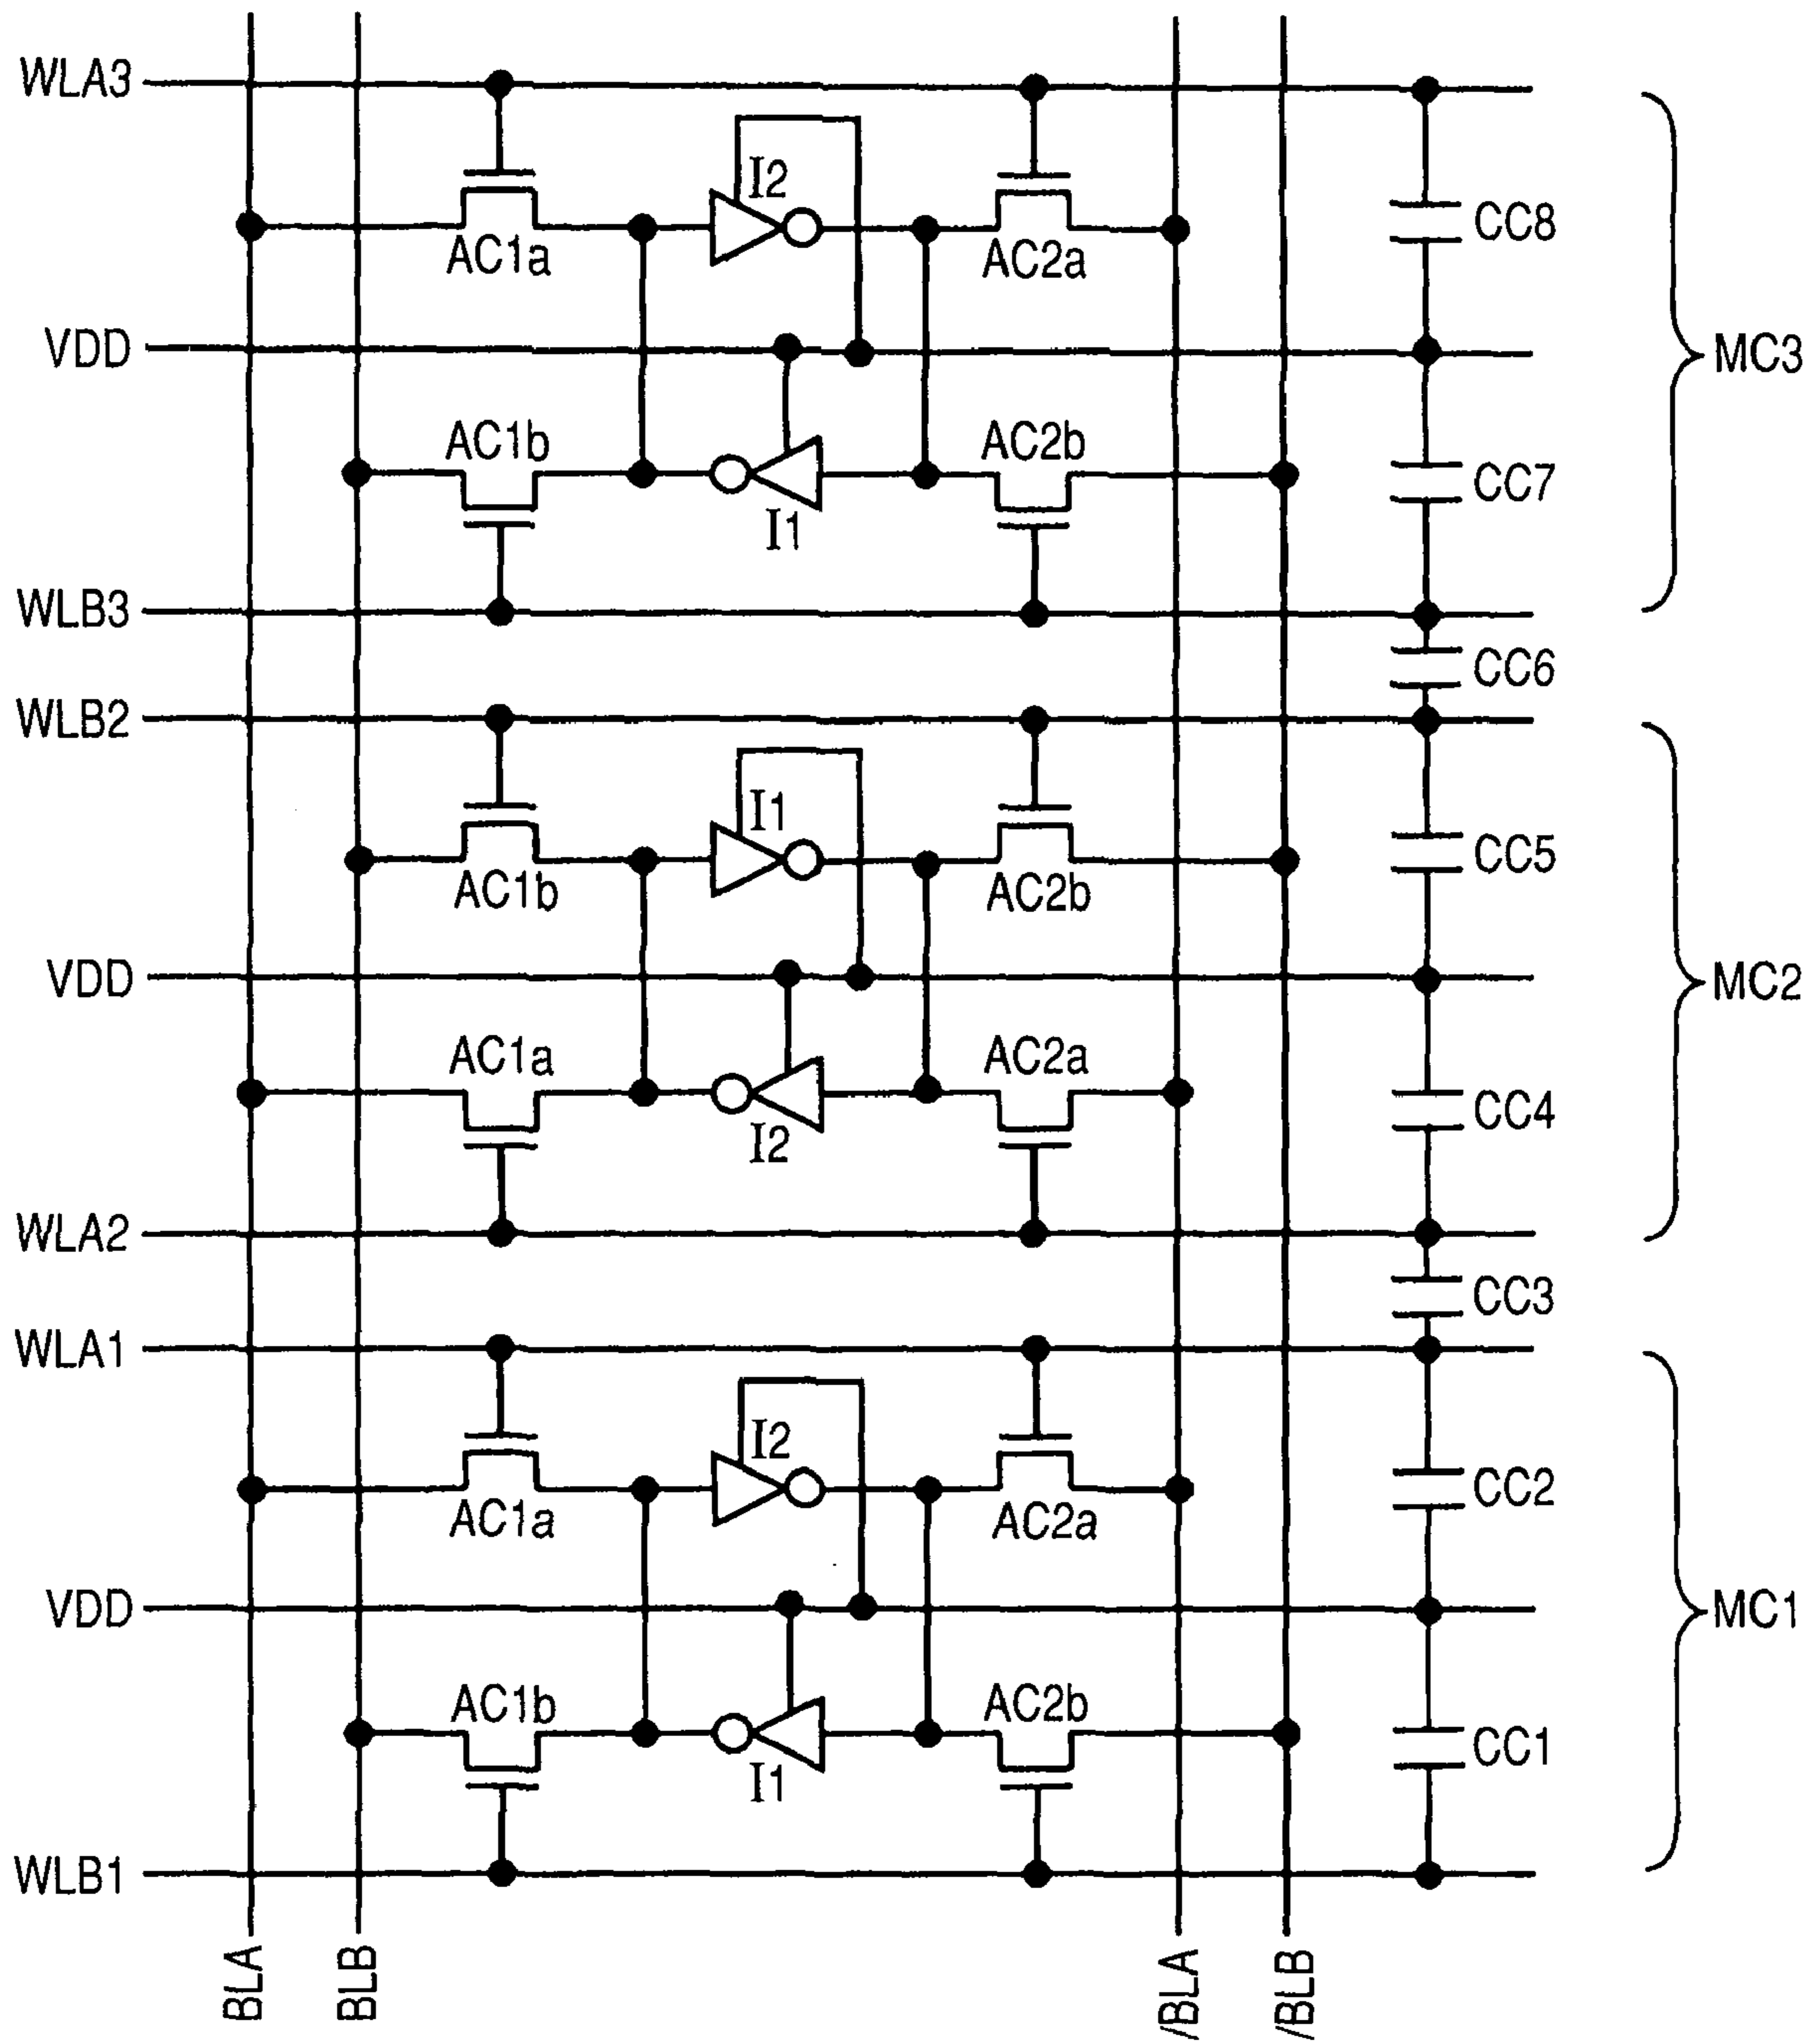 WLA3
I2
AC1a
AC2a
CC8
VDD
MC3
AC1b
AC2b
CC7
I1
WLB3
CC6
WLB2
I1
AC1b
AC2b
CC5
VDD
MC2
AC1a
AC2a
CC4
I2
WLA2
CC3
WLA1
I2
AC1a
AC2a
CC2
VDD
MC1
AC1b
AC2b
CC1
I1
WLB1
BLA
BLB
/BLA
/BLB